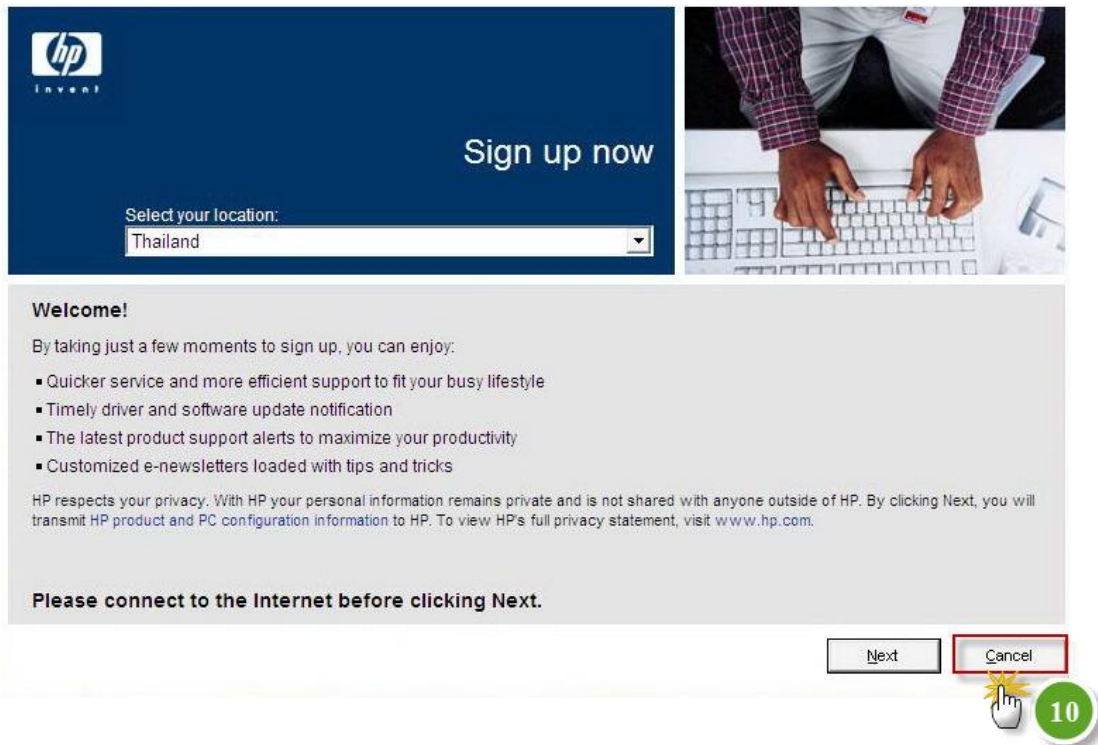 hp
invent
Sign up now
Select your location:
Thailand
Welcome!
By taking just a few moments to sign up, you can enjoy:
▪ Quicker service and more efficient support to fit your busy lifestyle
▪ Timely driver and software update notification
▪ The latest product support alerts to maximize your productivity
▪ Customized e-newsletters loaded with tips and tricks
HP respects your privacy. With HP your personal information remains private and is not shared with anyone outside of HP. By clicking Next, you will
transmit HP product and PC configuration information to HP. To view HP's full privacy statement, visit www.hp.com.
Please connect to the Internet before clicking Next.
Next
Cancel
10